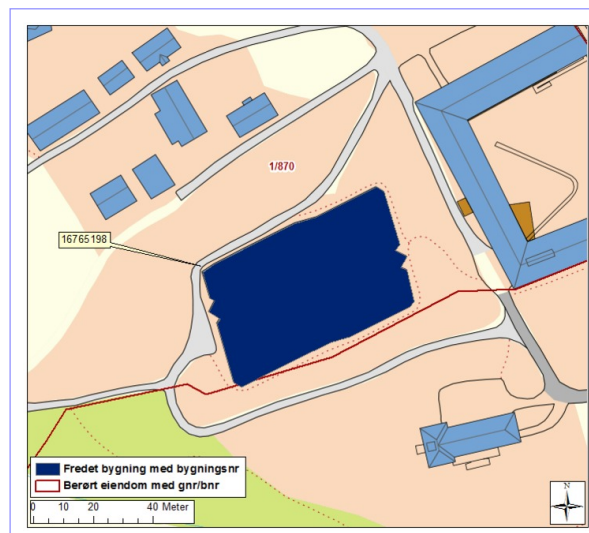 1/870
16765198
Fredet bygning med bygningsnr
Berørt eiendom med gnr/bnr
0 10 20 40 Meter
N